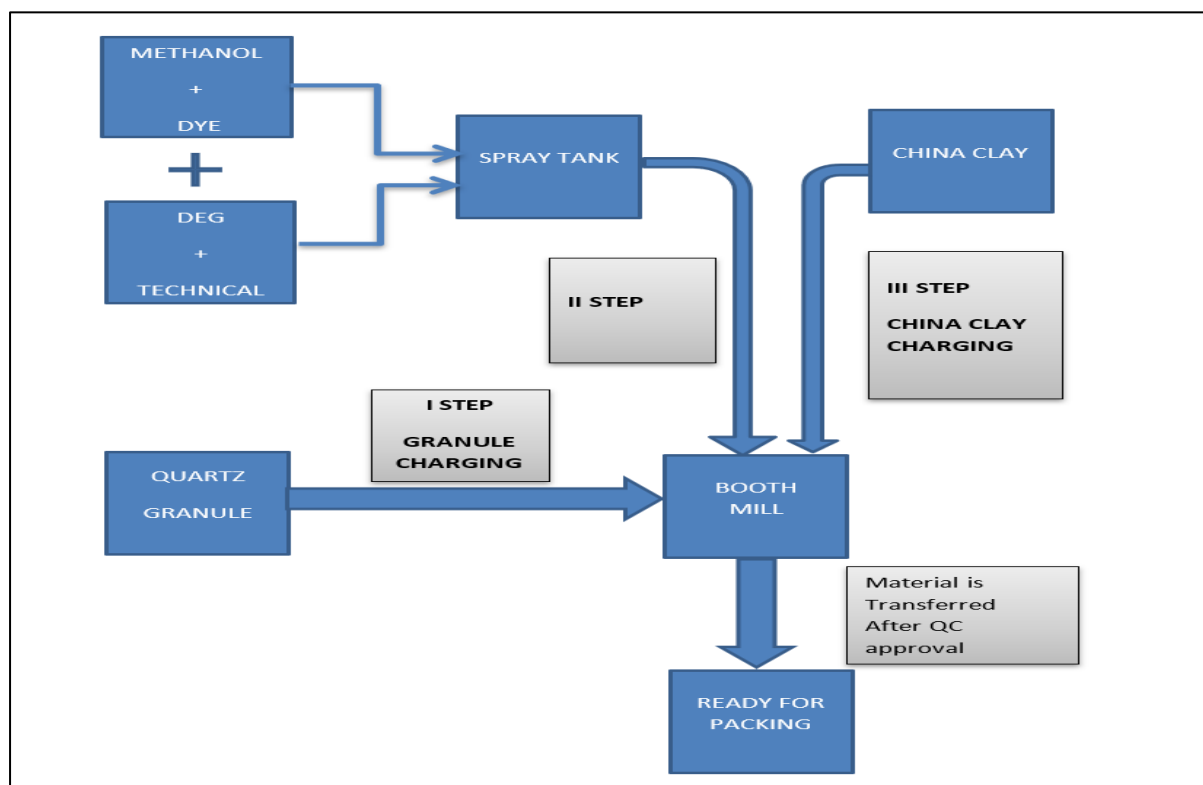 METHANOL
+
DYE
+
DEG
+
TECHNICAL
SPRAY TANK
CHINA CLAY
II STEP
III STEP
CHINA CLAY
CHARGING
I STEP
GRANULE
CHARGING
QUARTZ
GRANULE
BOOTH
MILL
Material is
Transferred
After QC
approval
READY FOR
PACKING